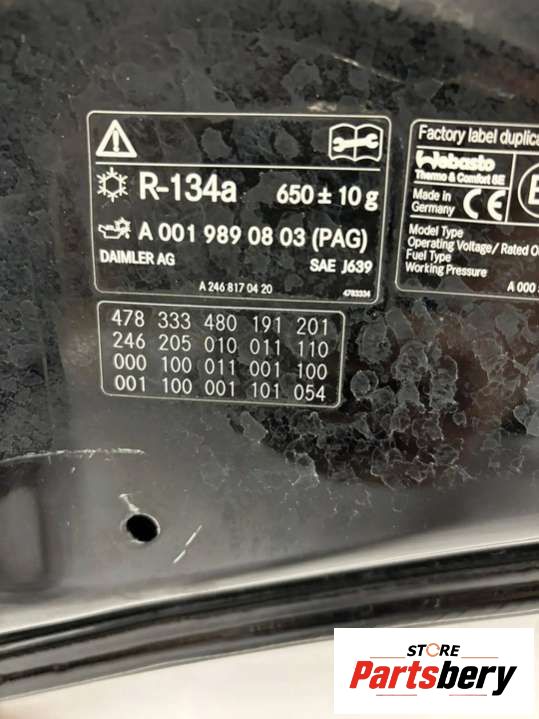 R-134a 650 ± 10 g
A 001 989 08 03 (PAG)
DAIMLER AG SAE J639
A 246 817 04 20 4783334
478 333 480 191 201
246 205 010 011 110
000 100 011 001 100
001 100 001 101 054
Factory label duplica
Webasto
Thermo & Comfort SE
Made in
Germany
CE
E
Model Type
Operating Voltage/ Rated O
Fuel Type
Working Pressure
A 000
STORE
Partsbery